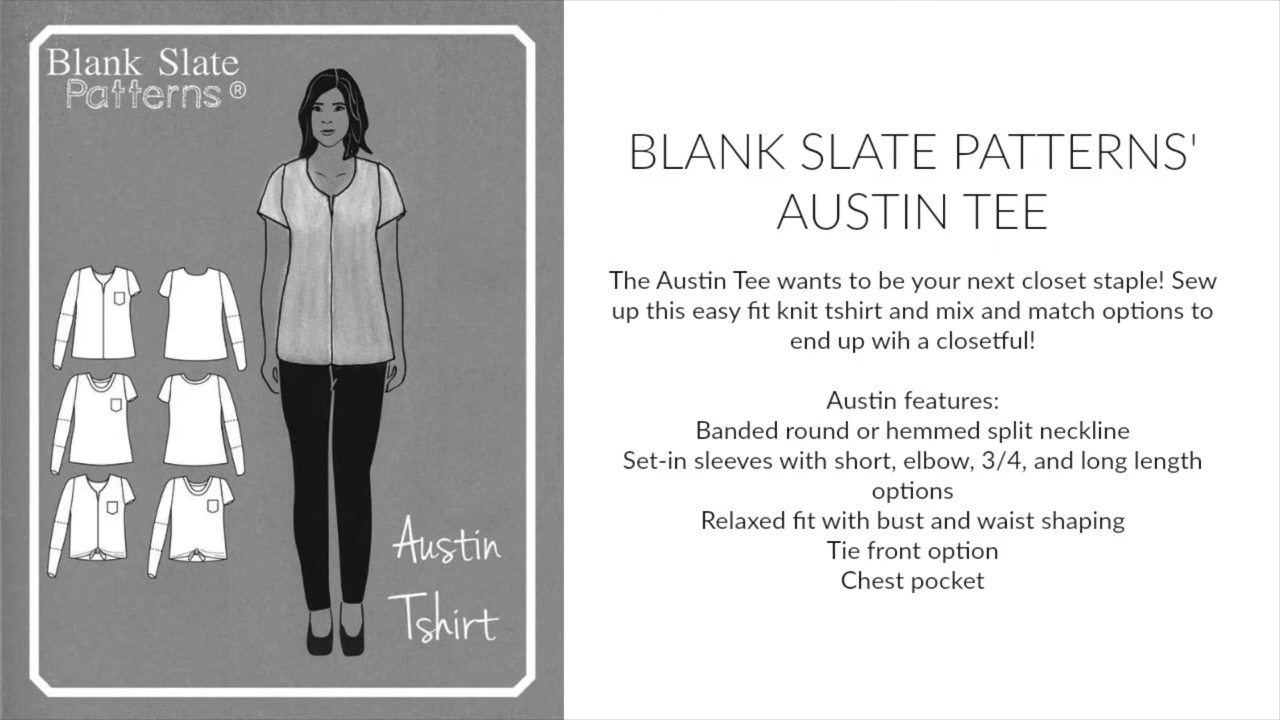 Blank Slate
Patterns®
Austin
Tshirt
BLANK SLATE PATTERNS'
AUSTIN TEE
The Austin Tee wants to be your next closet staple! Sew
up this easy fit knit tshirt and mix and match options to
end up wih a closetful!
Austin features:
Banded round or hemmed split neckline
Set-in sleeves with short, elbow, 3/4, and long length
options
Relaxed fit with bust and waist shaping
Tie front option
Chest pocket